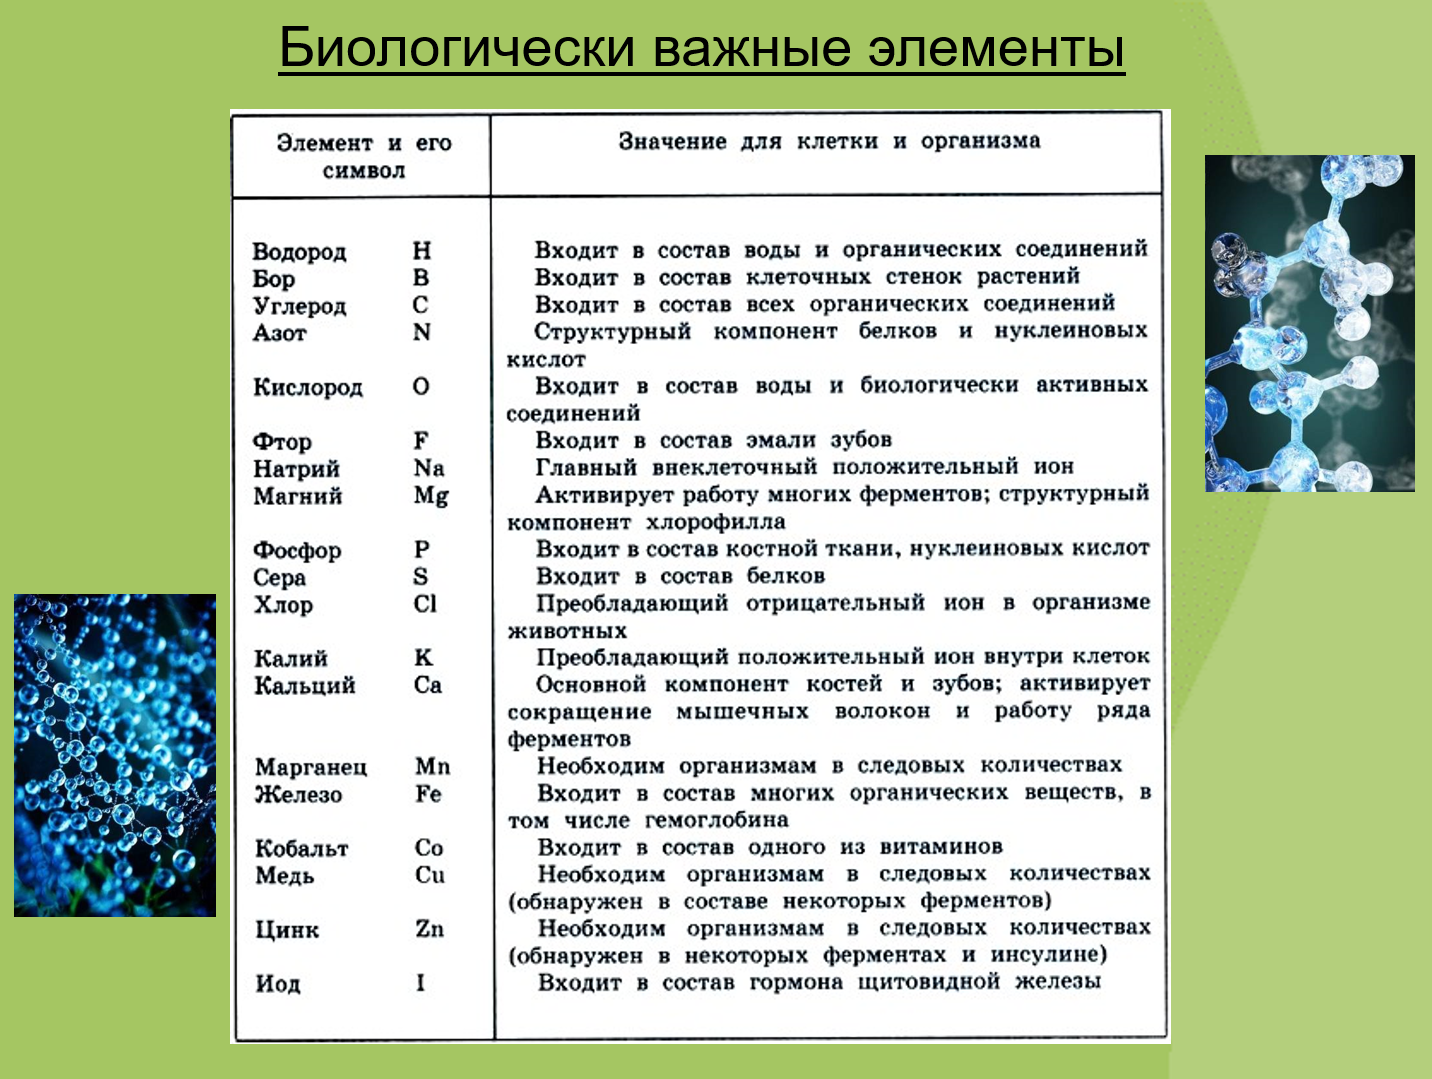 Биологически важные элементы
Элемент и его символ
Значение для клетки и организма
Водород H Входит в состав воды и органических соединений
Бор B Входит в состав клеточных стенок растений
Углерод C Входит в состав всех органических соединений
Азот N Структурный компонент белков и нуклеиновых
кислот
Кислород O Входит в состав воды и биологически активных
соединений
Фтор F Входит в состав эмали зубов
Натрий Na Главный внеклеточный положительный ион
Магний Mg Активирует работу многих ферментов; структурный
компонент хлорофилла
Фосфор P Входит в состав костной ткани, нуклеиновых кислот
Сера S Входит в состав белков
Хлор Cl Преобладающий отрицательный ион в организме
животных
Калий K Преобладающий положительный ион внутри клеток
Кальций Ca Основной компонент костей и зубов; активирует
сокращение мышечных волокон и работу ряда
ферментов
Марганец Mn Необходим организмам в следовых количествах
Железо Fe Входит в состав многих органических веществ, в
том числе гемоглобина
Кобальт Co Входит в состав одного из витаминов
Медь Cu Необходим организмам в следовых количествах
(обнаружен в составе некоторых ферментов)
Цинк Zn Необходим организмам в следовых количествах
(обнаружен в некоторых ферментах и инсулине)
Иод I Входит в состав гормона щитовидной железы